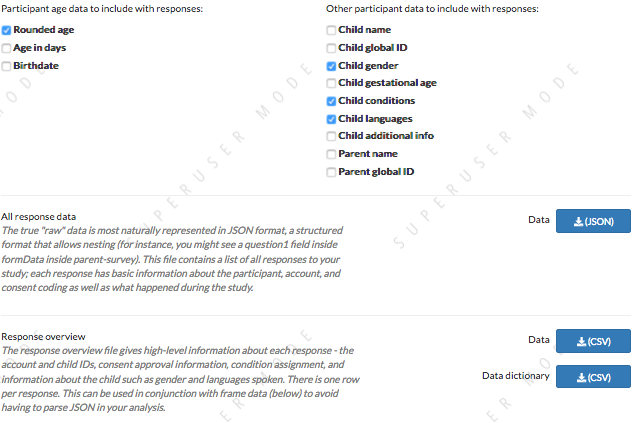 Participant age data to include with responses:
Rounded age
Age in days
Birthdate
Other participant data to include with responses:
Child name
Child global ID
Child gender
Child gestational age
Child conditions
Child languages
Child additional info
Parent name
Parent global ID
SUPERUSER MODE
SUPERUSER MODE
ODE
All response data
The true "raw" data is most naturally represented in JSON format, a structured
format that allows nesting (for instance, you might see a question1 field inside
formData inside parent-survey). This file contains a list of all responses to your
study; each response has basic information about the participant, account, and
consent coding as well as what happened during the study.
Data
(JSON)
Response overview
The response overview file gives high-level information about each response - the
account and child IDs, consent approval information, condition assignment, and
information about the child such as gender and languages spoken. There is one row
per response. This can be used in conjunction with frame data (below) to avoid
having to parse JSON in your analysis.
Data
(CSV)
Data dictionary
(CSV)
ER MODE
ER MODE